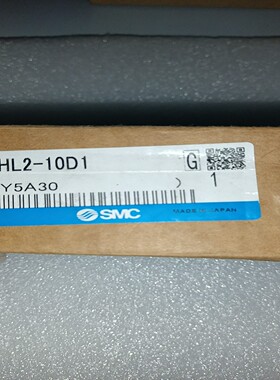 HL2-10D1
G
Y5A30
1
SMC
MADE IN JAPAN